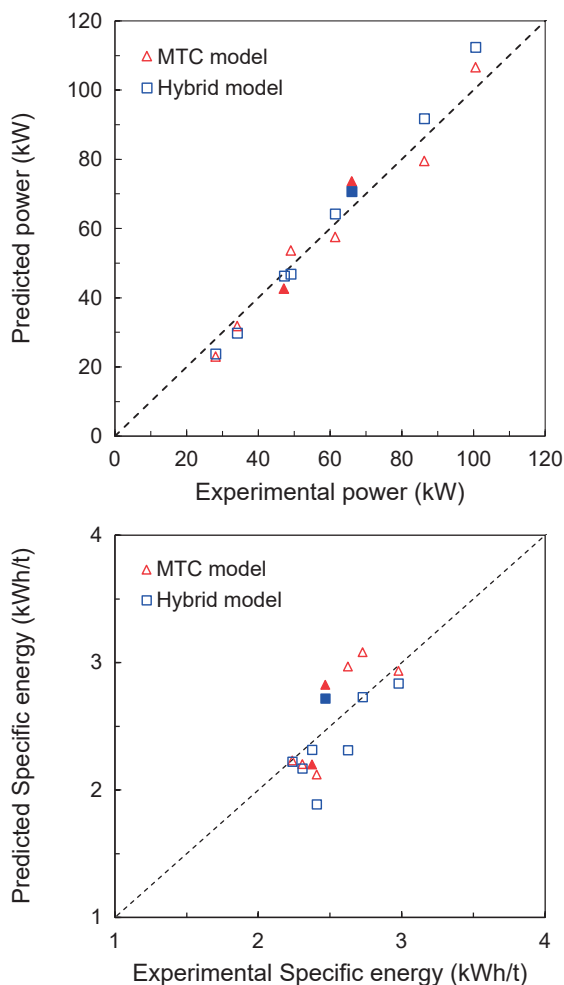 120
100
80
60
40
20
0
Predicted power (kW)
MTC model
Hybrid model
0 20 40 60 80 100 120
Experimental power (kW)
4
3
2
1
Predicted Specific energy (kWh/t)
MTC model
Hybrid model
1 2 3 4
Experimental Specific energy (kWh/t)